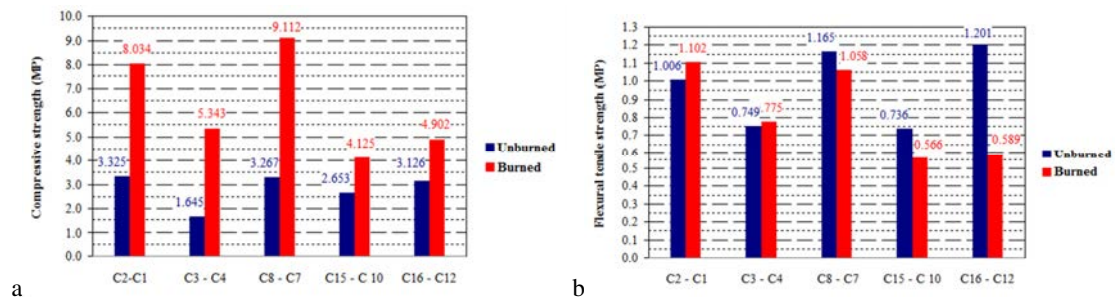 10.0
9.0
8.0
7.0
6.0
5.0
4.0
3.0
2.0
1.0
0.0
Compressive strength (MP)
3.325
8.034
1.645
5.343
3.267
9.112
2.653
4.125
3.126
4.902
C2-C1
C3 - C4
C8 - C7
C15 - C 10
C16 - C12
Unburned
Burned
a
1.3
1.2
1.1
1.0
0.9
0.8
0.7
0.6
0.5
0.4
0.3
0.2
0.1
0.0
Flexural tensile strength (MP)
1.006
1.102
0.749
.775
1.165
1.058
0.736
0.566
1.201
0.589
C2 - C1
C3 - C4
C8 - C7
C15 - C 10
C16 - C12
Unburned
Burned
b